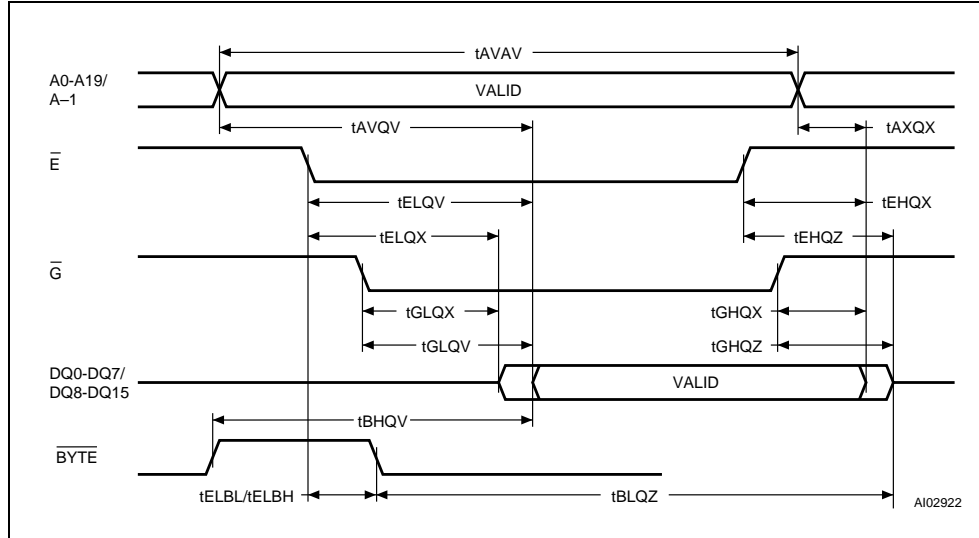 tAVAV
A0-A19/
A–1
VALID
tAVQV
tAXQX
E
tELQV
tEHQX
tELQX
tEHQZ
G
tGLQX
tGHQX
tGLQV
tGHQZ
DQ0-DQ7/
DQ8-DQ15
VALID
tBHQV
BYTE
tELBL/tELBH
tBLQZ
AI02922